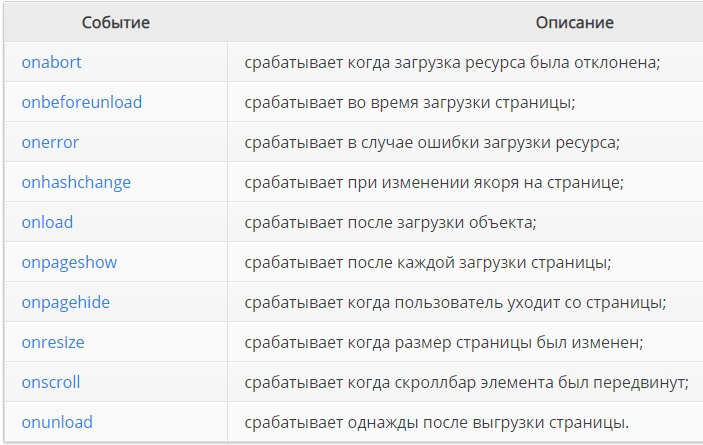 Событие Описание
onabort срабатывает когда загрузка ресурса была отклонена;
onbeforeunload срабатывает во время загрузки страницы;
onerror срабатывает в случае ошибки загрузки ресурса;
onhashchange срабатывает при изменении якоря на странице;
onload срабатывает после загрузки объекта;
onpageshow срабатывает после каждой загрузки страницы;
onpagehide срабатывает когда пользователь уходит со страницы;
onresize срабатывает когда размер страницы был изменен;
onscroll срабатывает когда скроллбар элемента был передвинут;
onunload срабатывает однажды после выгрузки страницы.